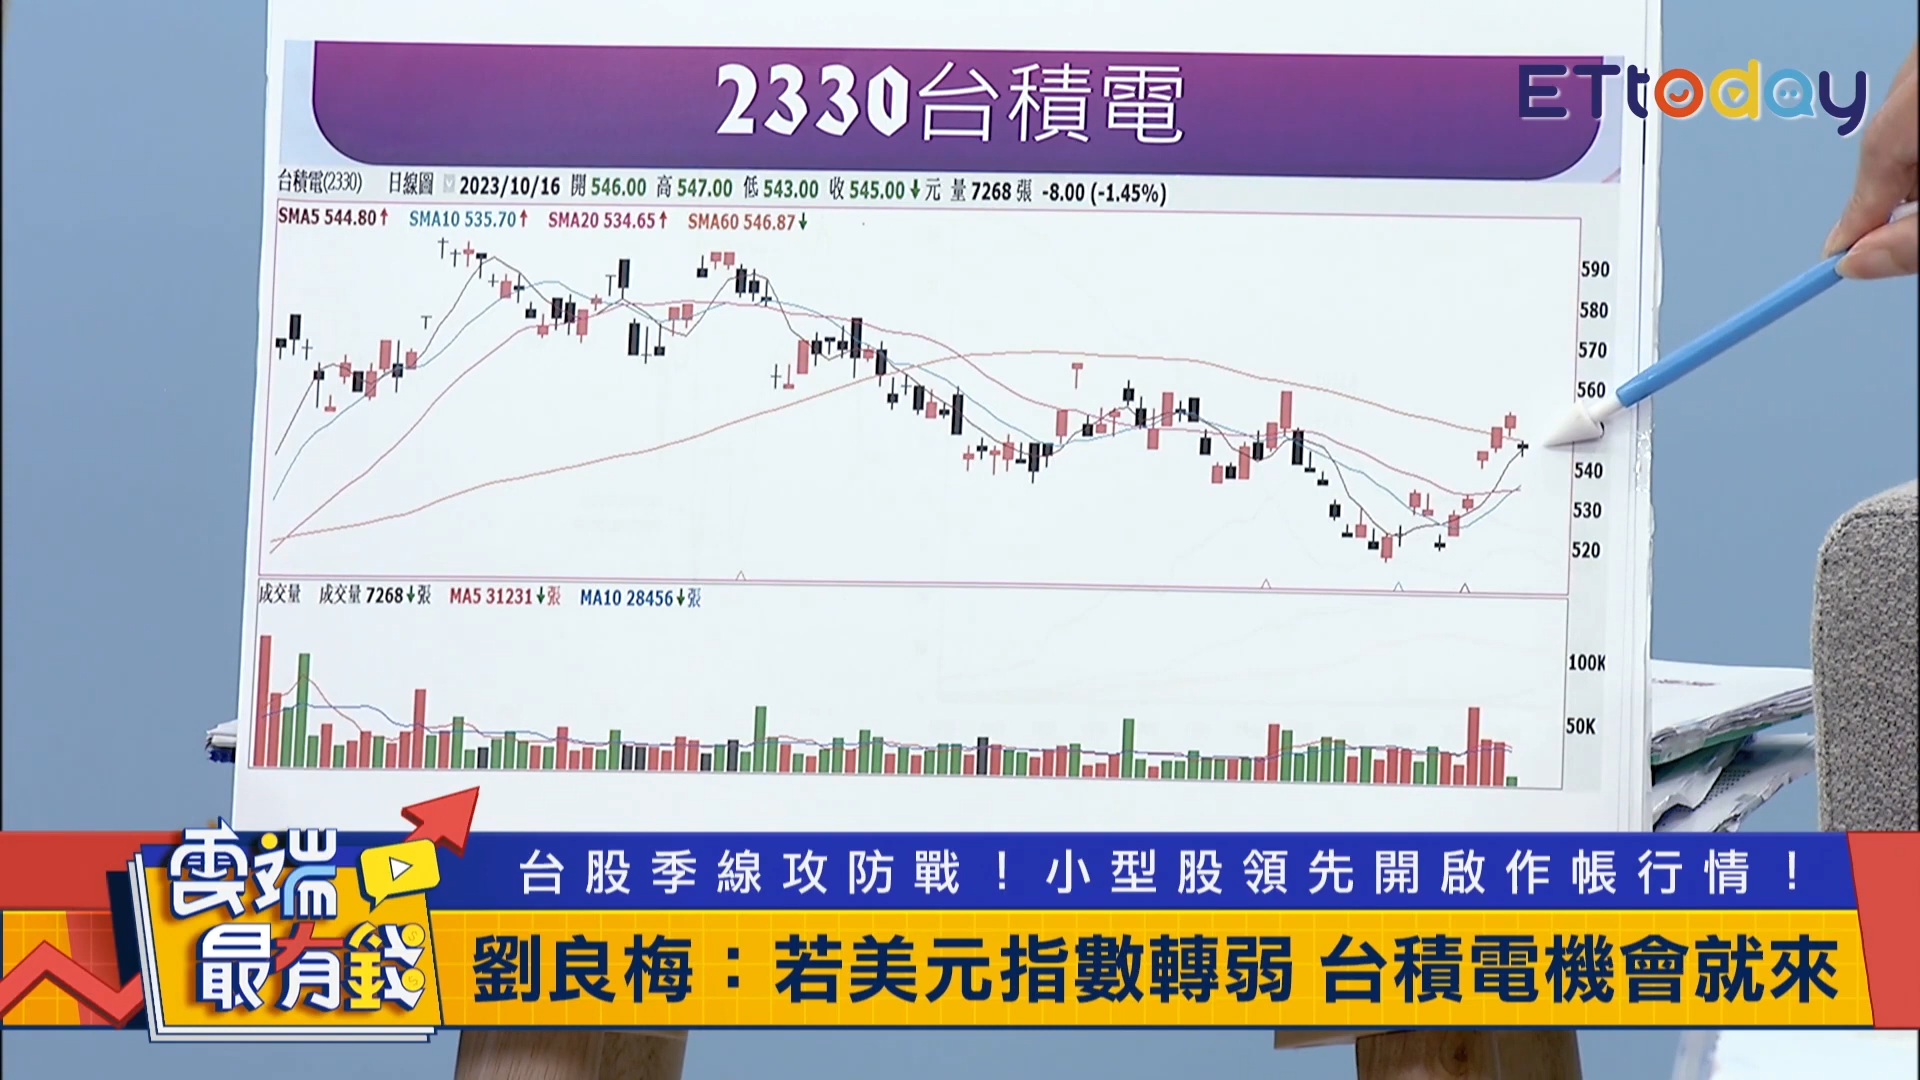 ETtoday
2330台積電
台積電(2330) 日線圖 2023/10/16 開 546.00 高 547.00 低 543.00 收 545.00↓元 量 7268 張 -8.00 (-1.45%)
SMA5 544.80↑ SMA10 535.70↑ SMA20 534.65↑ SMA60 546.87↓
590
580
570
560
540
530
520
成交量 成交量 7268↓張 MA5 31231↓張 MA10 28456↓張
100K
50K
雲端
最有錢
台股季線攻防戰！小型股領先開啟作帳行情！
劉良梅：若美元指數轉弱 台積電機會就來